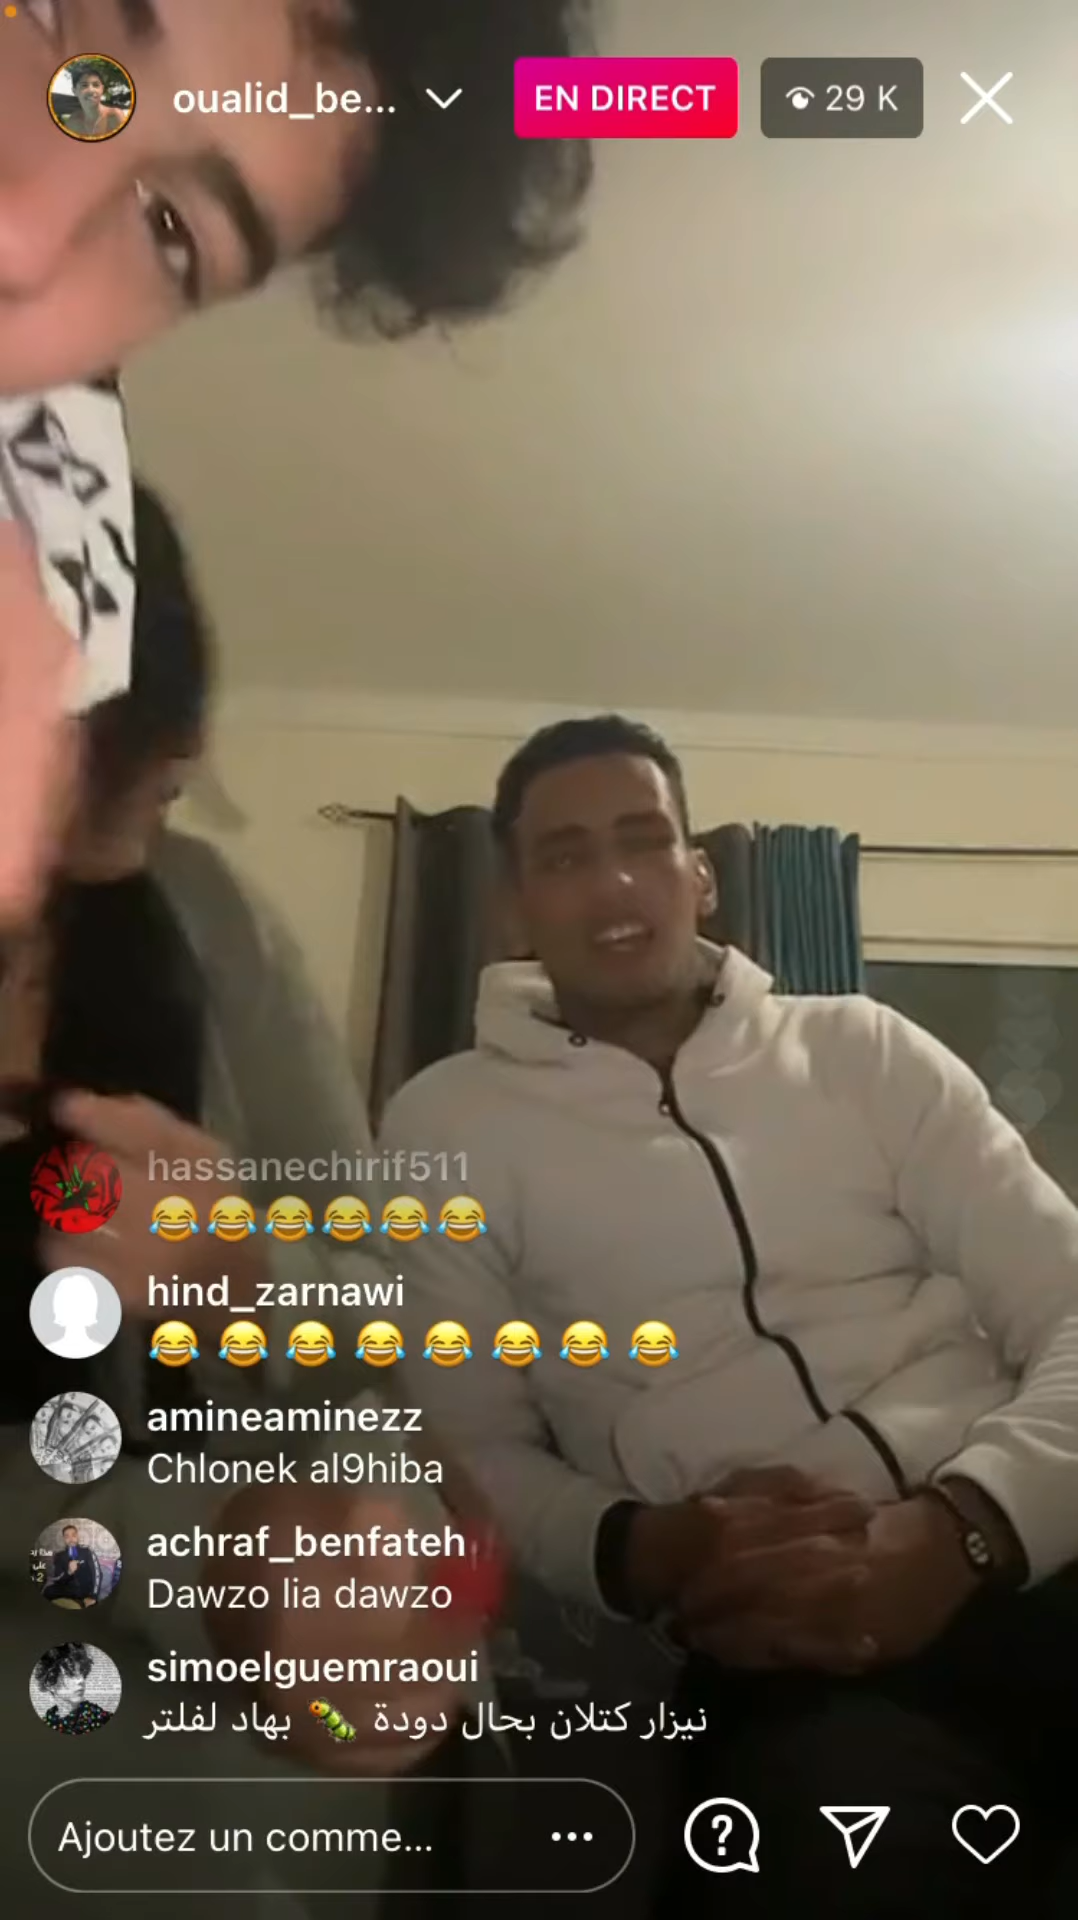 oualid_be...
EN DIRECT
29 K
hassanechirif511
😂😂😂😂😂😂
hind_zarnawi
😂 😂 😂 😂 😂 😂 😂 😂
amineaminezz
Chlonek al9hiba
achraf_benfateh
Dawzo lia dawzo
simoelguemraoui
نيزار كتلان بحال دودة 🐛 بهاد لفلتر
Ajoutez un comme...